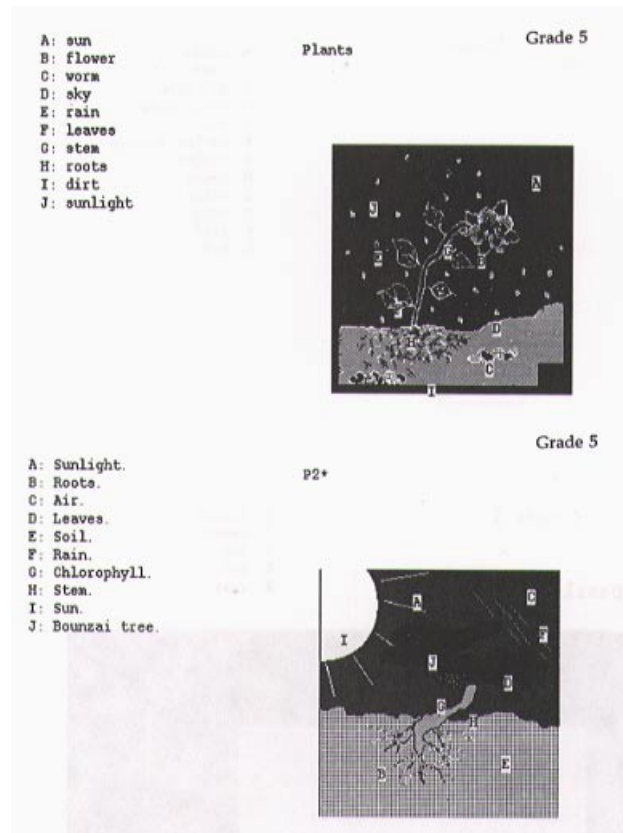 Grade 5
Plants
A: sun
B: flower
C: worm
D: sky
E: rain
F: leaves
G: stem
H: roots
I: dirt
J: sunlight
A
J
G
E
B
D
H
C
I
Grade 5
P2*
A: Sunlight.
B: Roots.
C: Air.
D: Leaves.
E: Soil.
F: Rain.
G: Chlorophyll.
H: Stem.
I: Sun.
J: Bounzai tree.
A
C
F
I
J
D
G
H
B
E